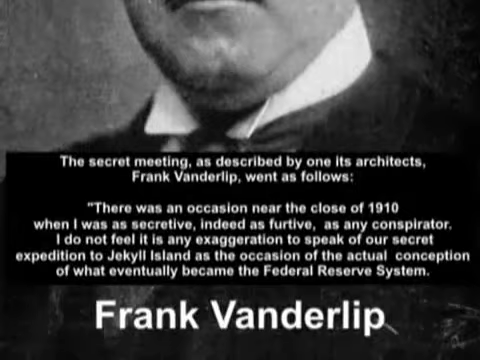 The secret meeting, as described by one its architects,
Frank Vanderlip, went as follows:
"There was an occasion near the close of 1910
when I was as secretive, indeed as furtive, as any conspirator.
I do not feel it is any exaggeration to speak of our secret
expedition to Jekyll Island as the occasion of the actual conception
of what eventually became the Federal Reserve System.
Frank Vanderlip